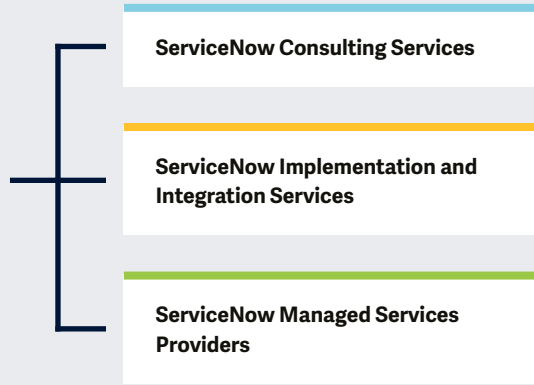 ServiceNow Consulting Services
ServiceNow Implementation and
Integration Services
ServiceNow Managed Services
Providers